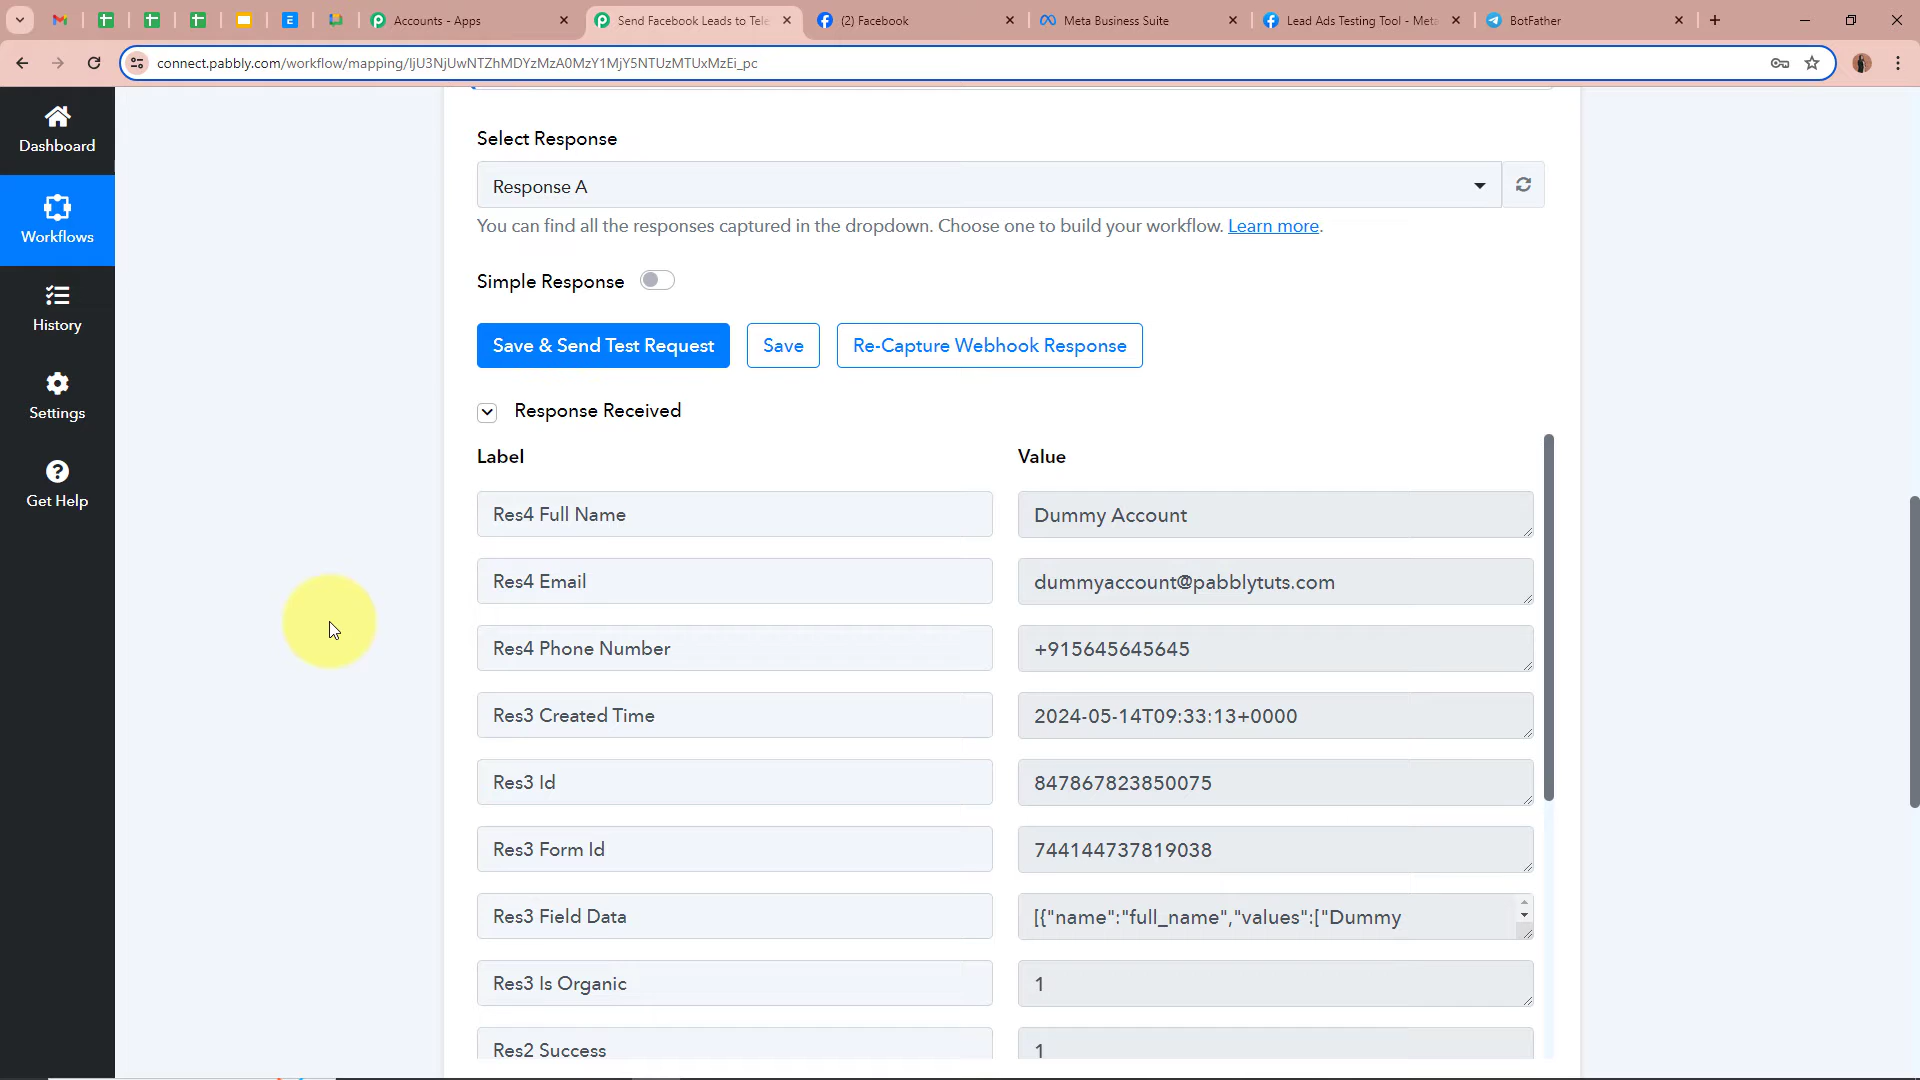 Accounts - Apps
Send Facebook Leads to Tele
(2) Facebook
Meta Business Suite
Lead Ads Testing Tool - Meta
BotFather
connect.pabbly.com/workflow/mapping/IjU3NjUwNTZhMDYzMzA0MzY1MjY5NTUzMTUxMzEi_pc
Dashboard
Workflows
History
Settings
Get Help
Select Response
Response A
You can find all the responses captured in the dropdown. Choose one to build your workflow. Learn more.
Simple Response
Save & Send Test Request
Save
Re-Capture Webhook Response
Response Received
Label
Value
Res4 Full Name
Dummy Account
Res4 Email
dummyaccount@pabblytuts.com
Res4 Phone Number
+915645645645
Res3 Created Time
2024-05-14T09:33:13+0000
Res3 Id
847867823850075
Res3 Form Id
744144737819038
Res3 Field Data
[{"name":"full_name","values":["Dummy
Res3 Is Organic
1
Res2 Success
1